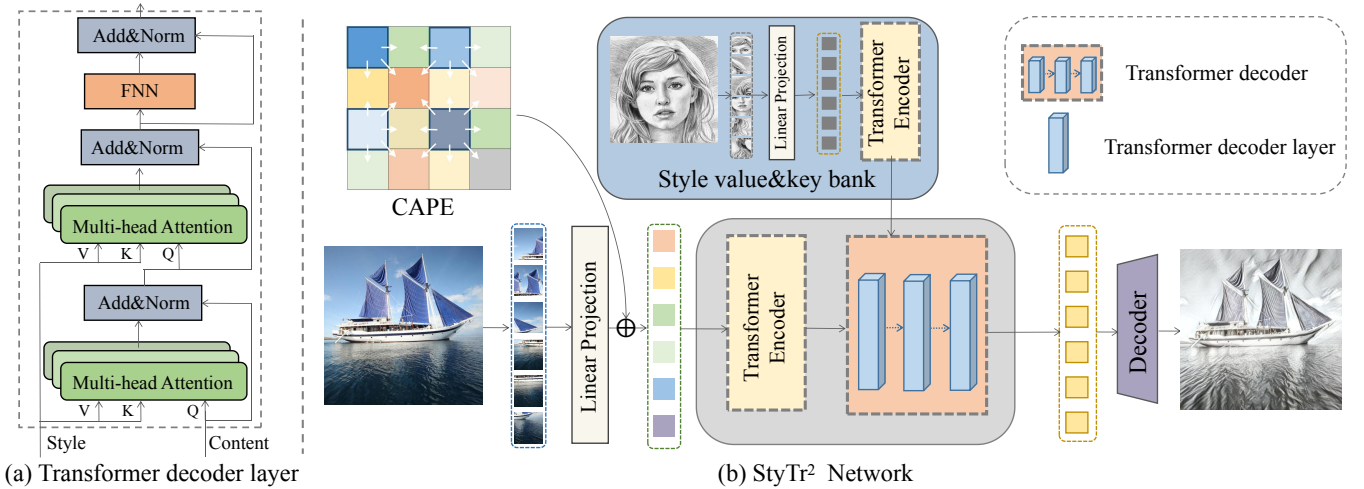 Add&Norm
FNN
Add&Norm
Multi-head Attention
V K Q
Add&Norm
Multi-head Attention
V K Q
Style Content
(a) Transformer decoder layer
CAPE
Linear Projection
Linear Projection
Transformer
Encoder
Style value&key bank
Transformer
Encoder
Decoder
Transformer decoder
Transformer decoder layer
(b) StyTr² Network